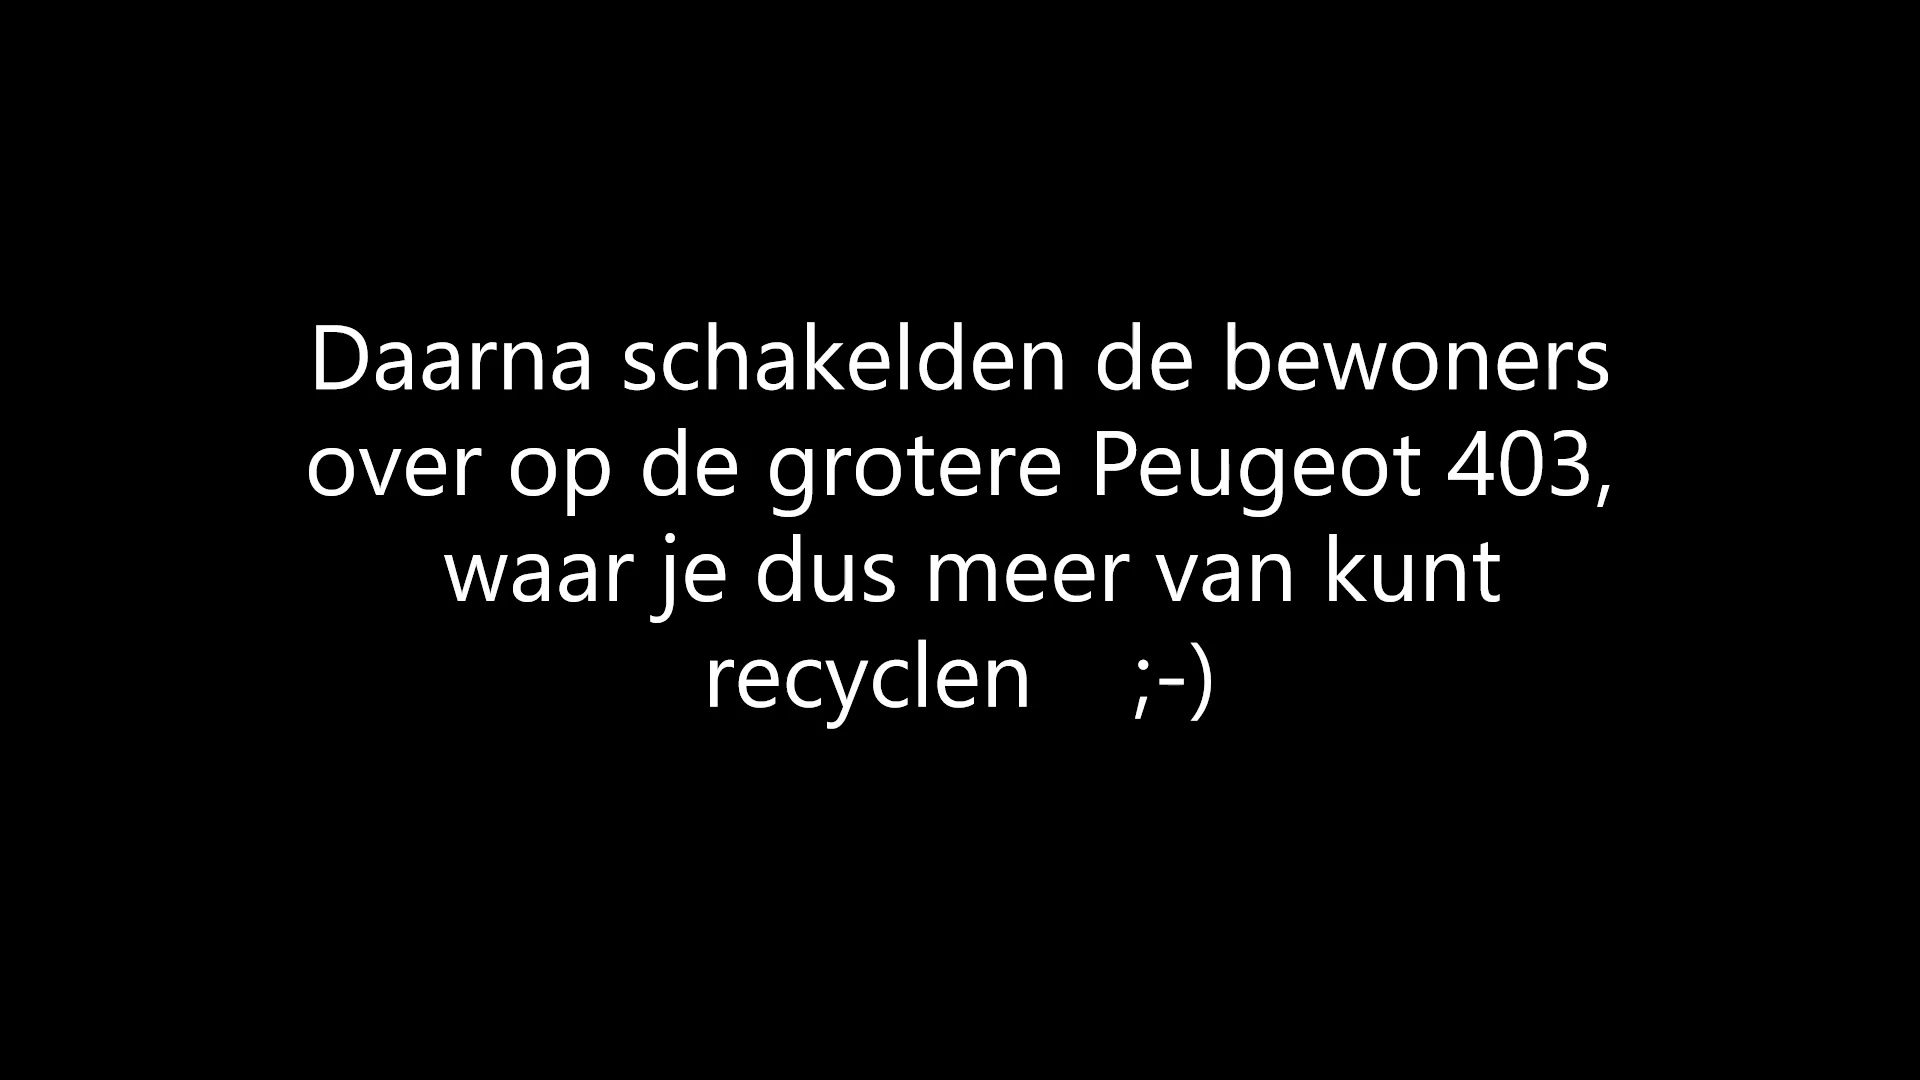 Daarna schakelden de bewoners
over op de grotere Peugeot 403,
waar je dus meer van kunt
recyclen    ;-)